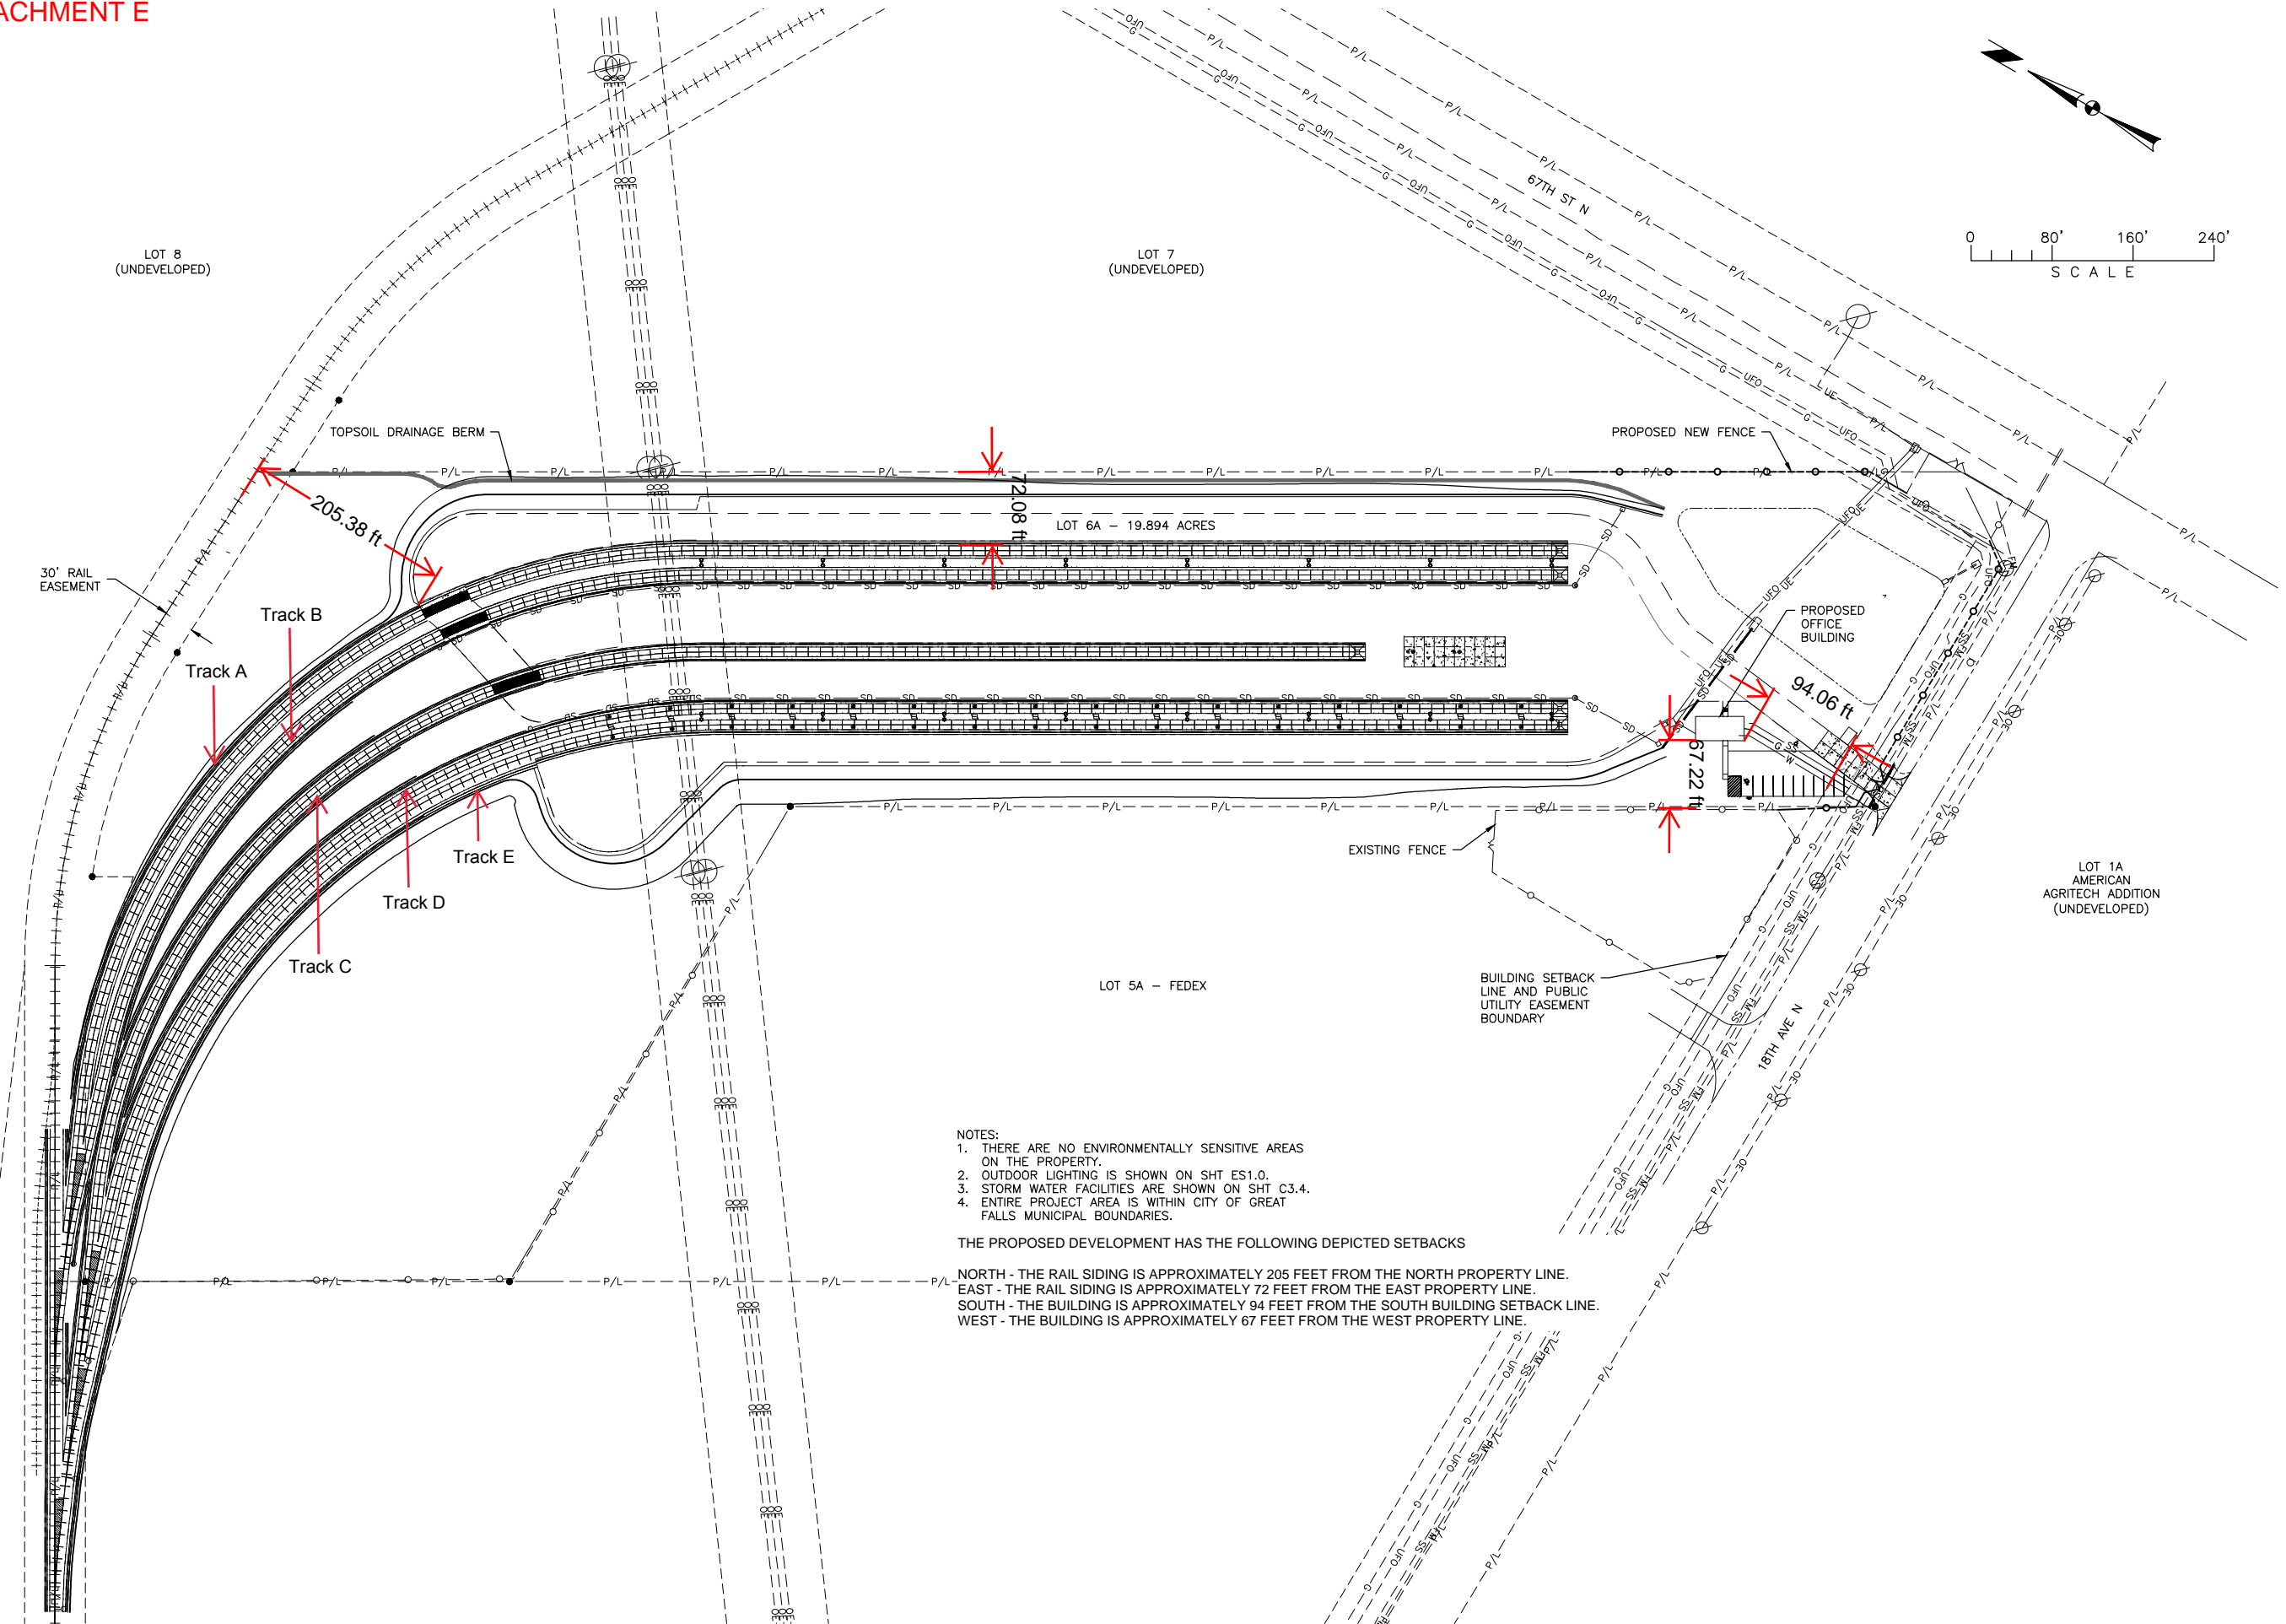 ACHMENT E
67TH ST N
0 80' 160' 240'
SCALE
LOT 8
(UNDEVELOPED)
LOT 7
(UNDEVELOPED)
TOPSOIL DRAINAGE BERM
PROPOSED NEW FENCE
205.38 ft
72.08 ft
LOT 6A – 19.894 ACRES
30' RAIL
EASEMENT
Track B
Track A
PROPOSED
OFFICE
BUILDING
94.06 ft
67.22 ft
Track E
Track D
Track C
EXISTING FENCE
LOT 1A
AMERICAN
AGRITECH ADDITION
(UNDEVELOPED)
LOT 5A – FEDEX
BUILDING SETBACK
LINE AND PUBLIC
UTILITY EASEMENT
BOUNDARY
18TH AVE N
NOTES:
1. THERE ARE NO ENVIRONMENTALLY SENSITIVE AREAS
ON THE PROPERTY.
2. OUTDOOR LIGHTING IS SHOWN ON SHT ES1.0.
3. STORM WATER FACILITIES ARE SHOWN ON SHT C3.4.
4. ENTIRE PROJECT AREA IS WITHIN CITY OF GREAT
FALLS MUNICIPAL BOUNDARIES.
THE PROPOSED DEVELOPMENT HAS THE FOLLOWING DEPICTED SETBACKS
NORTH - THE RAIL SIDING IS APPROXIMATELY 205 FEET FROM THE NORTH PROPERTY LINE.
EAST - THE RAIL SIDING IS APPROXIMATELY 72 FEET FROM THE EAST PROPERTY LINE.
SOUTH - THE BUILDING IS APPROXIMATELY 94 FEET FROM THE SOUTH BUILDING SETBACK LINE.
WEST - THE BUILDING IS APPROXIMATELY 67 FEET FROM THE WEST PROPERTY LINE.
P/L
UFO
G
UE
OE
SD
SS
FM
W